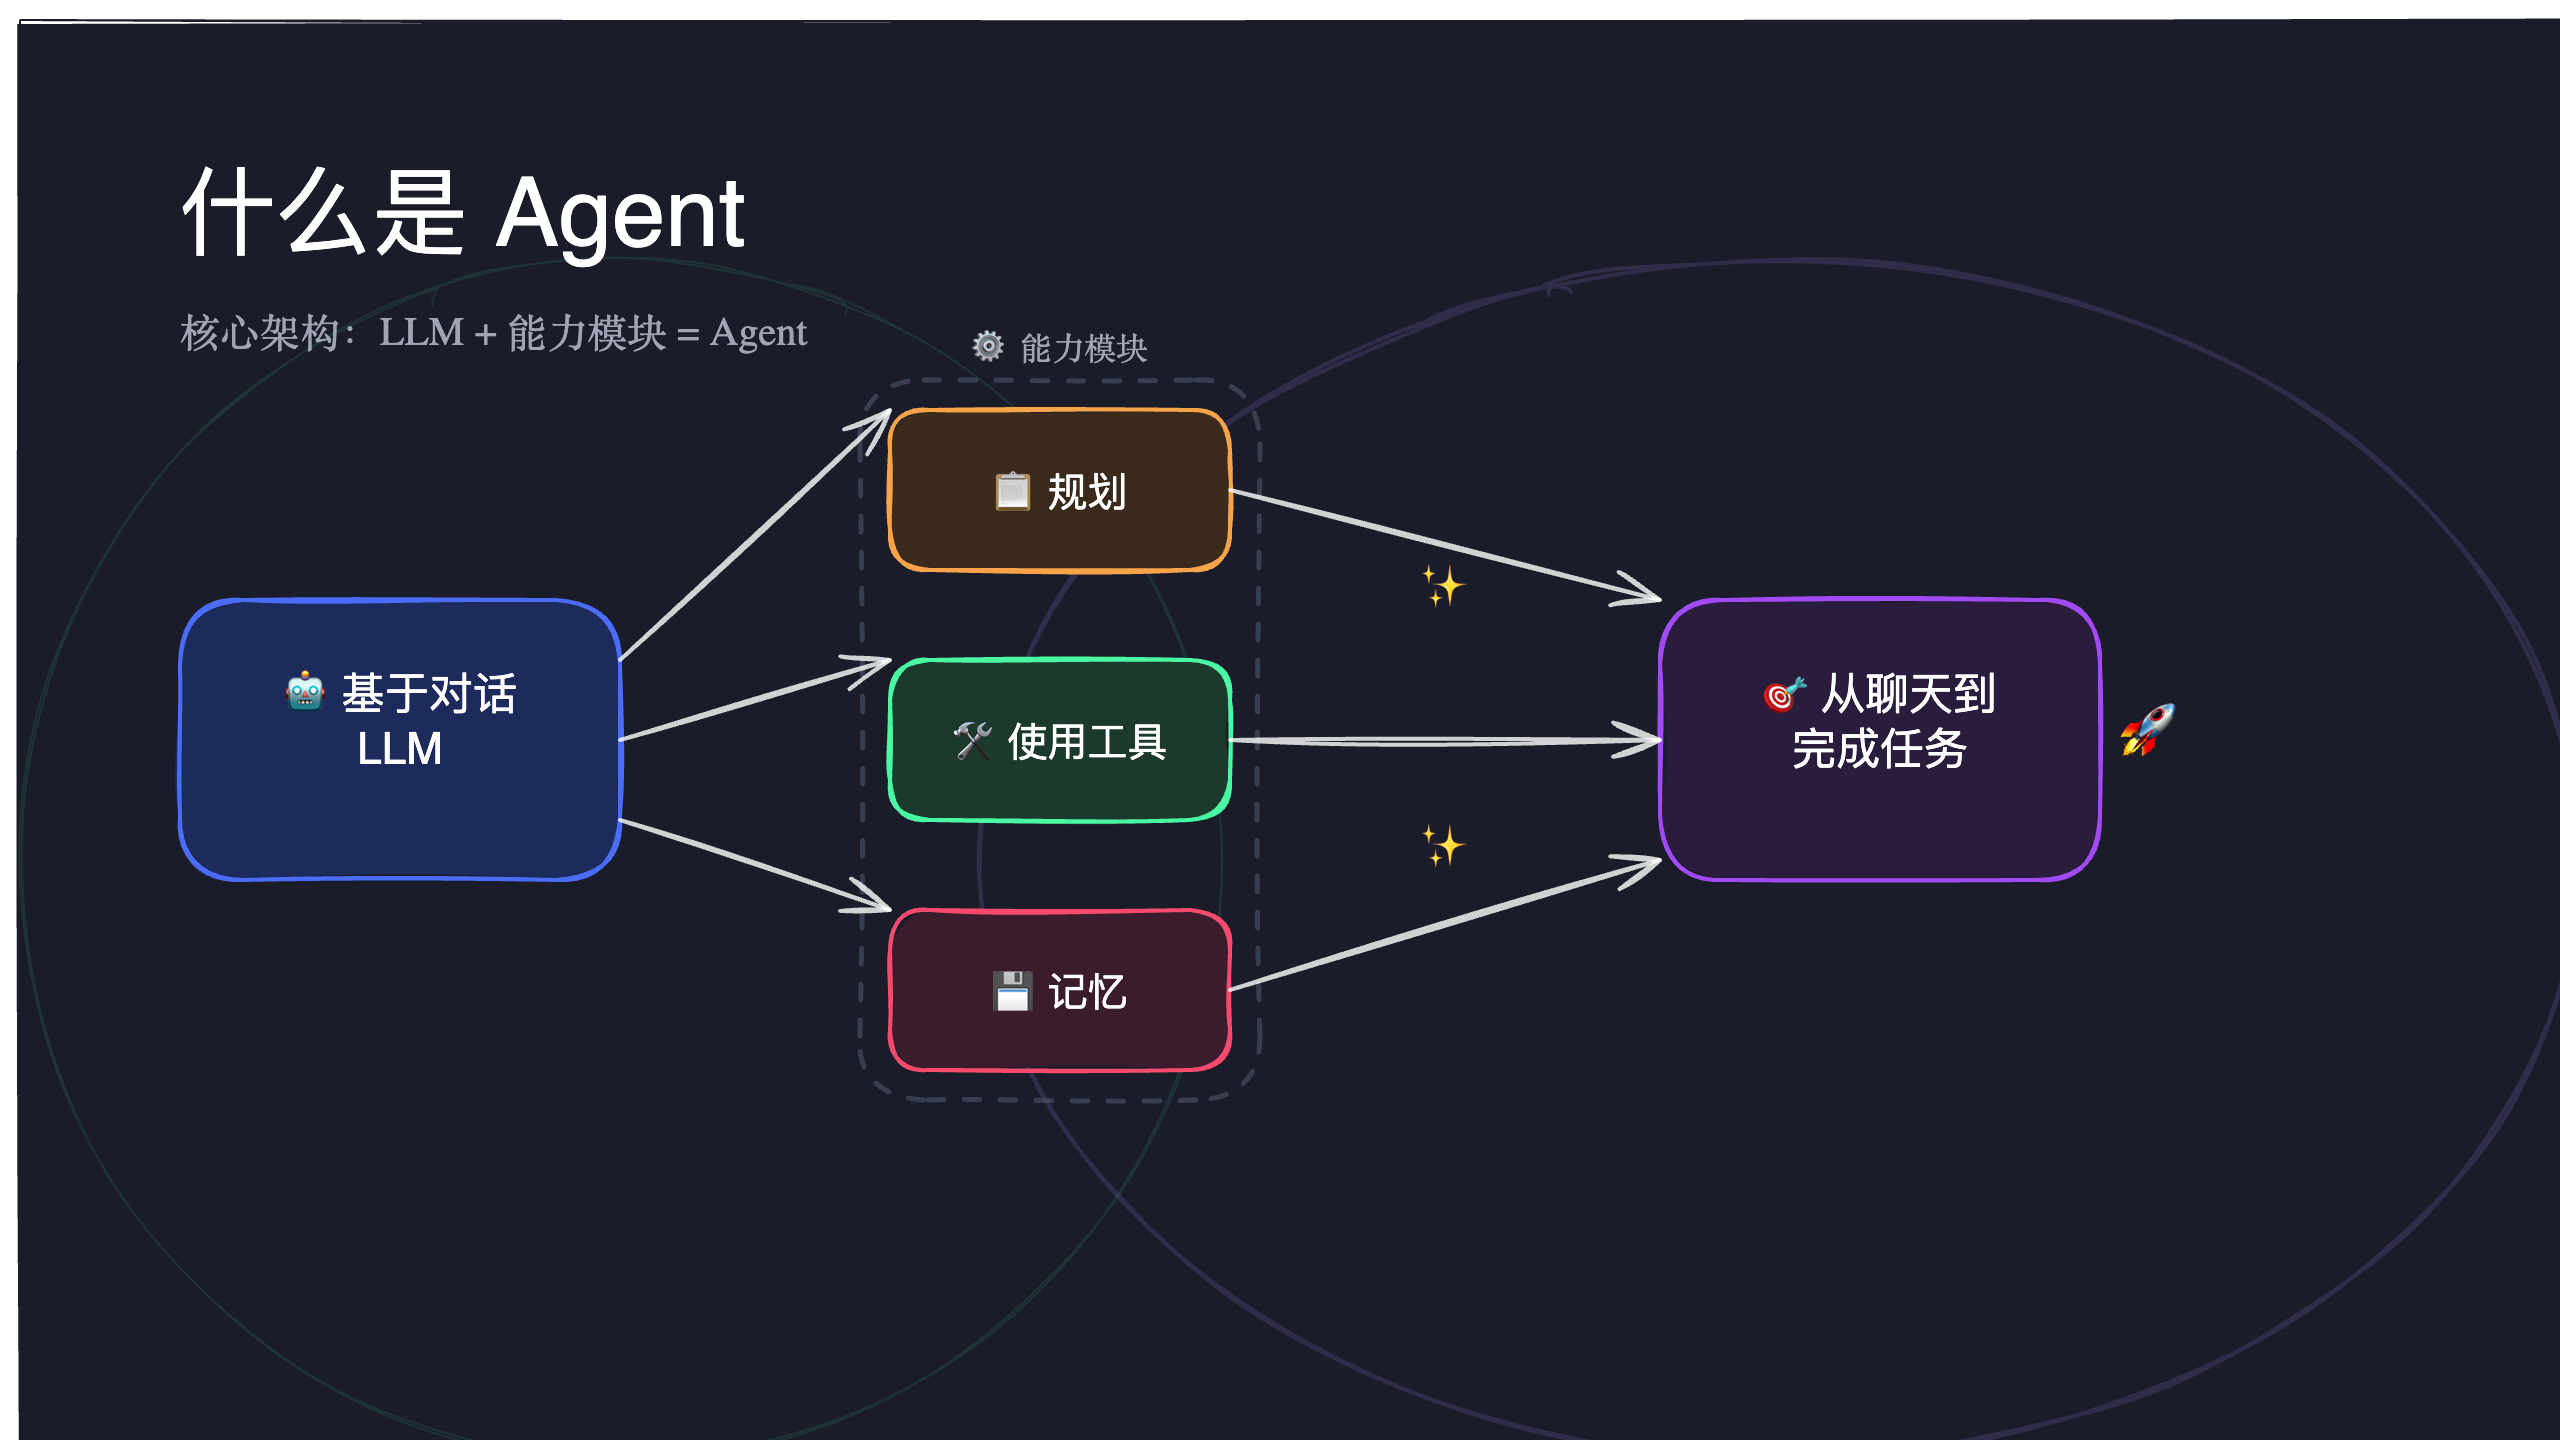 什么是 Agent
核心架构：LLM + 能力模块 = Agent
⚙️ 能力模块
📋 规划
🤖 基于对话
LLM
🛠️ 使用工具
💾 记忆
🎯 从聊天到
完成任务